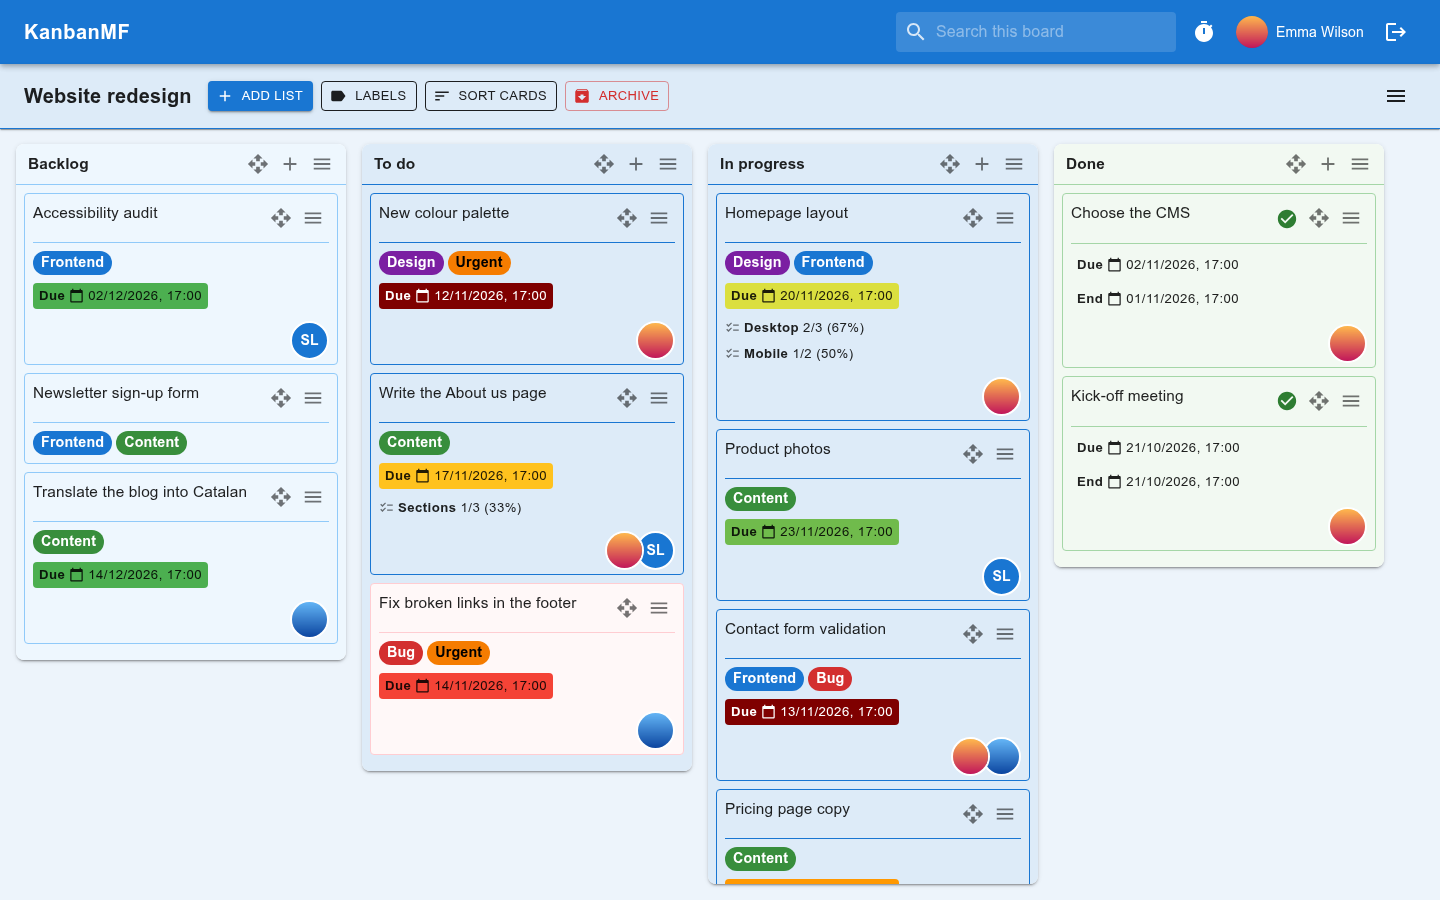 KanbanMF
Search this board
Emma Wilson
Website redesign
ADD LIST
LABELS
SORT CARDS
ARCHIVE
Backlog
Accessibility audit
Frontend
Due 02/12/2026, 17:00
SL
Newsletter sign-up form
Frontend Content
Translate the blog into Catalan
Content
Due 14/12/2026, 17:00
To do
New colour palette
Design Urgent
Due 12/11/2026, 17:00
Write the About us page
Content
Due 17/11/2026, 17:00
Sections 1/3 (33%)
SL
Fix broken links in the footer
Bug Urgent
Due 14/11/2026, 17:00
In progress
Homepage layout
Design Frontend
Due 20/11/2026, 17:00
Desktop 2/3 (67%)
Mobile 1/2 (50%)
Product photos
Content
Due 23/11/2026, 17:00
SL
Contact form validation
Frontend Bug
Due 13/11/2026, 17:00
Pricing page copy
Content
Done
Choose the CMS
Due 02/11/2026, 17:00
End 01/11/2026, 17:00
Kick-off meeting
Due 21/10/2026, 17:00
End 21/10/2026, 17:00